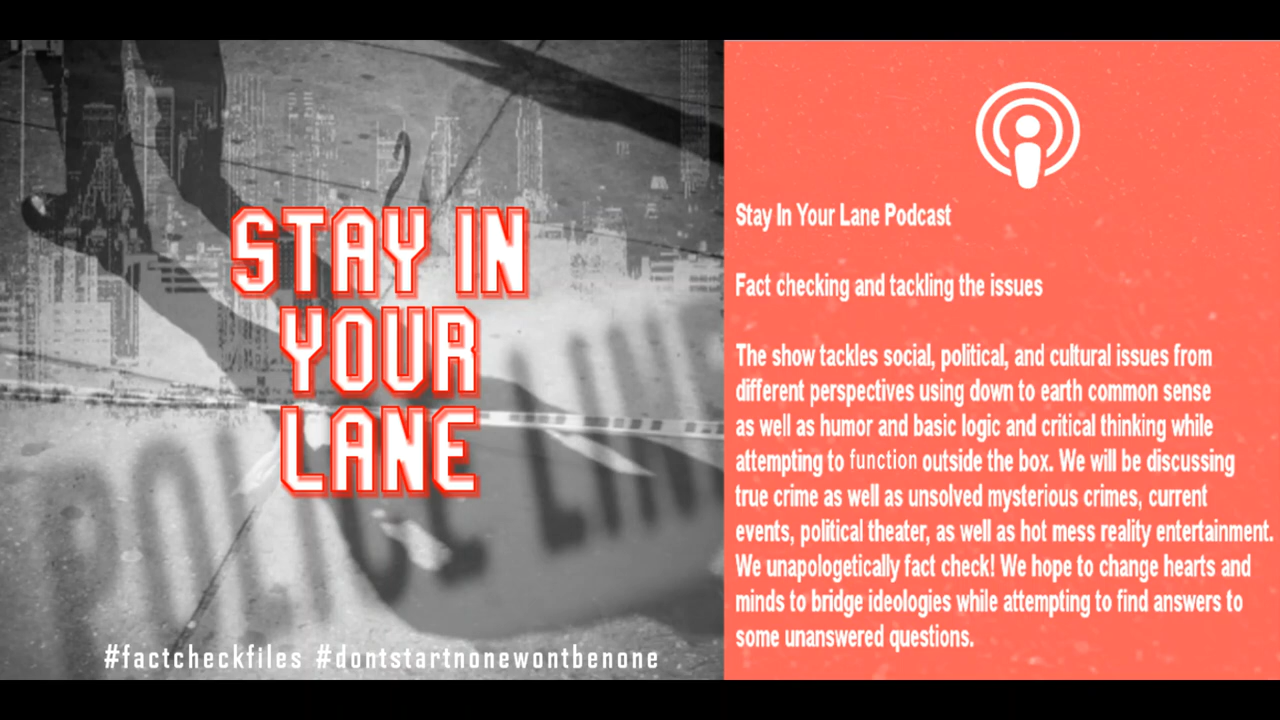 STAY IN
YOUR
LANE
POLICE LINE
#factcheckfiles #dontstartnonewontbenone
Stay In Your Lane Podcast
Fact checking and tackling the issues
The show tackles social, political, and cultural issues from
different perspectives using down to earth common sense
as well as humor and basic logic and critical thinking while
attempting to function outside the box. We will be discussing
true crime as well as unsolved mysterious crimes, current
events, political theater, as well as hot mess reality entertainment.
We unapologetically fact check! We hope to change hearts and
minds to bridge ideologies while attempting to find answers to
some unanswered questions.